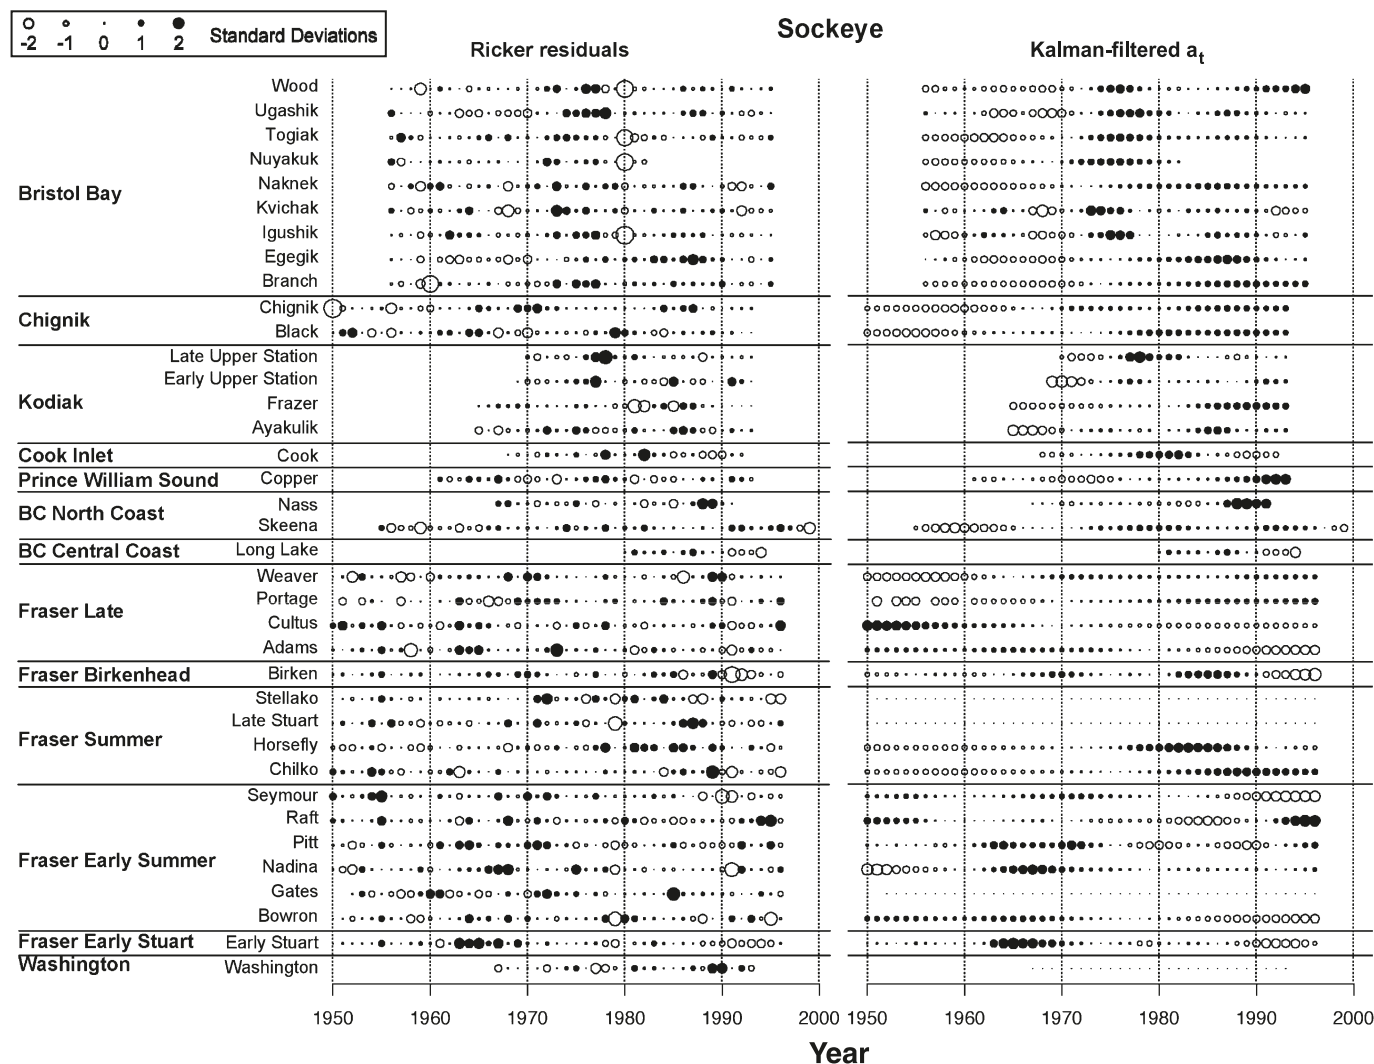 Sockeye
-2 -1 0 1 2 Standard Deviations
Ricker residuals
Kalman-filtered a_t
Bristol Bay
Wood
Ugashik
Togiak
Nuyakuk
Naknek
Kvichak
Igushik
Egegik
Branch
Chignik
Chignik
Black
Kodiak
Late Upper Station
Early Upper Station
Frazer
Ayakulik
Cook Inlet
Cook
Prince William Sound
Copper
BC North Coast
Nass
Skeena
BC Central Coast
Long Lake
Fraser Late
Weaver
Portage
Cultus
Adams
Fraser Birkenhead
Birken
Fraser Summer
Stellako
Late Stuart
Horsefly
Chilko
Fraser Early Summer
Seymour
Raft
Pitt
Nadina
Gates
Bowron
Fraser Early Stuart
Early Stuart
Washington
Washington
1950 1960 1970 1980 1990 2000
1950 1960 1970 1980 1990 2000
Year